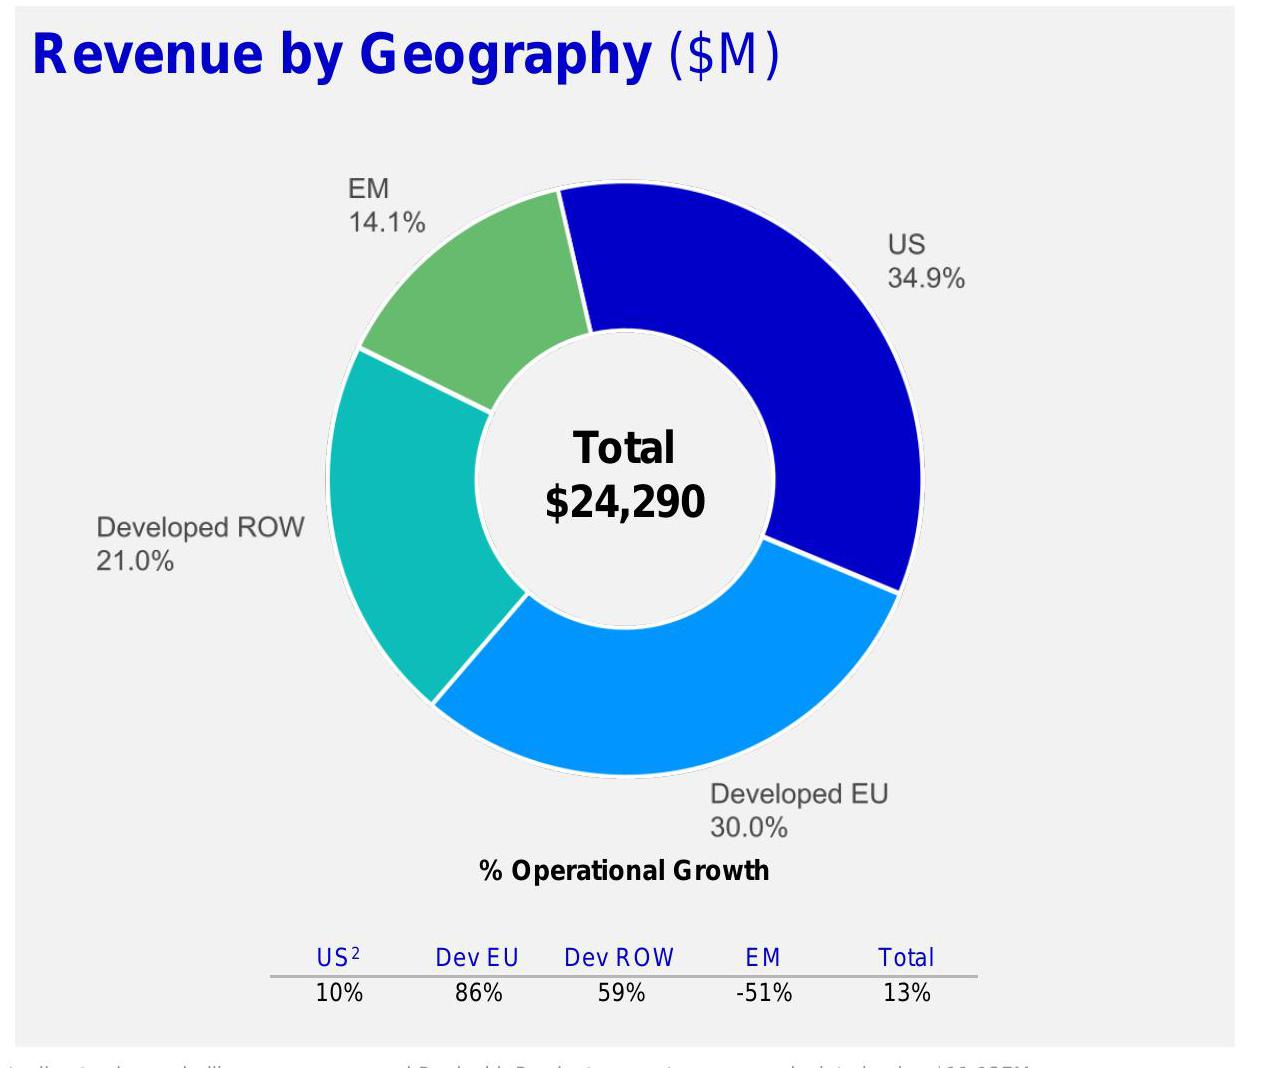 Revenue by Geography ($M)
EM
14.1%
US
34.9%
Total
$24,290
Developed ROW
21.0%
Developed EU
30.0%
% Operational Growth
US² Dev EU Dev ROW EM Total
10% 86% 59% -51% 13%